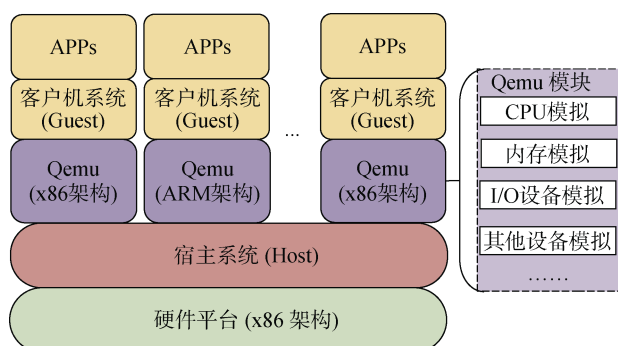 APPs
APPs
APPs
客户机系统
(Guest)
客户机系统
(Guest)
...
客户机系统
(Guest)
Qemu
(x86架构)
Qemu
(ARM架构)
Qemu
(x86架构)
宿主系统 (Host)
硬件平台 (x86 架构)
Qemu 模块
CPU模拟
内存模拟
I/O设备模拟
其他设备模拟
……